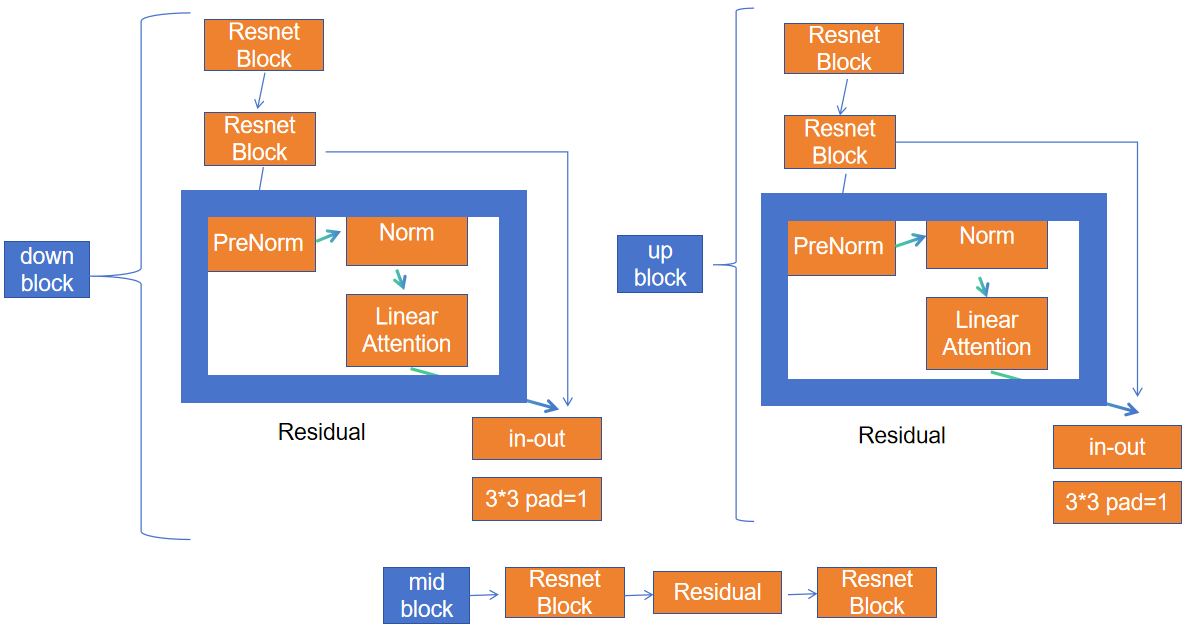 Resnet
Block
Resnet
Block
PreNorm
Norm
Linear
Attention
down
block
Residual
in-out
3*3 pad=1
Resnet
Block
Resnet
Block
PreNorm
Norm
Linear
Attention
up
block
Residual
in-out
3*3 pad=1
mid
block
Resnet
Block
Residual
Resnet
Block